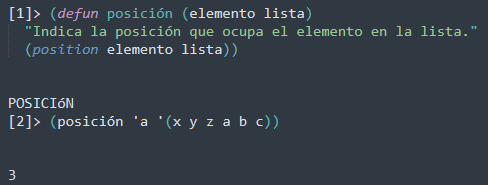 [1]> (defun posición (elemento lista)
"Indica la posición que ocupa el elemento en la lista."
(position elemento lista))
POSICIóN
[2]> (posición 'a '(x y z a b c))
3